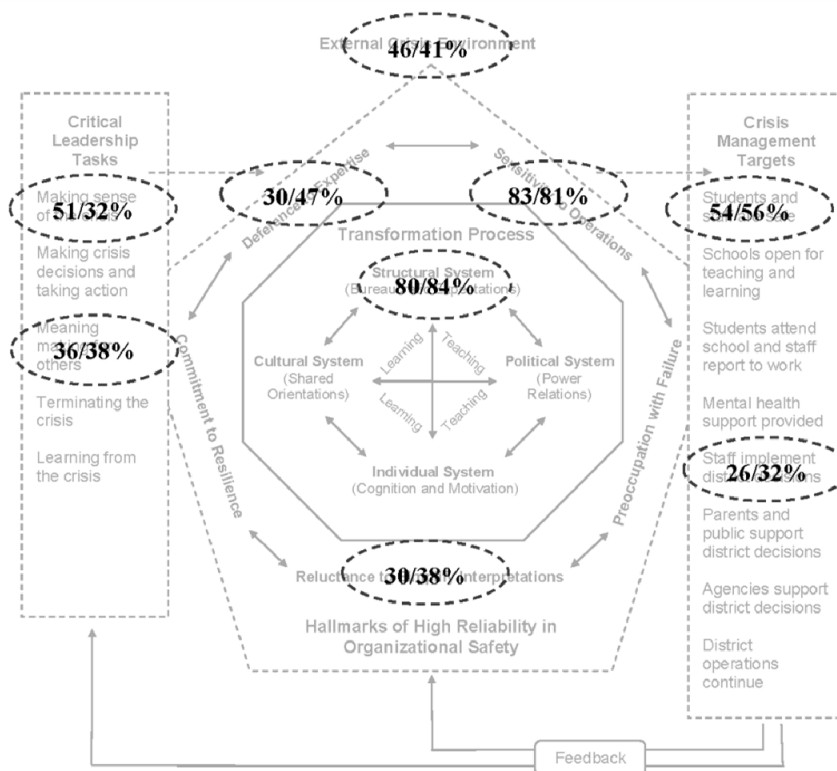 External Crisis Environment
46/41%
Critical
Leadership
Tasks
Making sense
of
51/32%
Making crisis
decisions and
taking action
Meaning
others
36/38%
Terminating the
crisis
Learning from
the crisis
Expertise
30/47%
Operations
83/81%
Commitment to Resilience
Preoccupation with Failure
Transformation Process
Structural System
80/84%
Cultural System
(Shared
Orientations)
Learning
Teaching
Learning
Teaching
Political System
(Power
Relations)
Individual System
(Cognition and Motivation)
Reluctance
Interpretations
30/38%
Hallmarks of High Reliability in
Organizational Safety
Crisis
Management
Targets
Students and
54/56%
Schools open for
teaching and
learning
Students attend
school and staff
report to work
Mental health
support provided
Staff implement
26/32%
Parents and
public support
district decisions
Agencies support
district decisions
District
operations
continue
Feedback